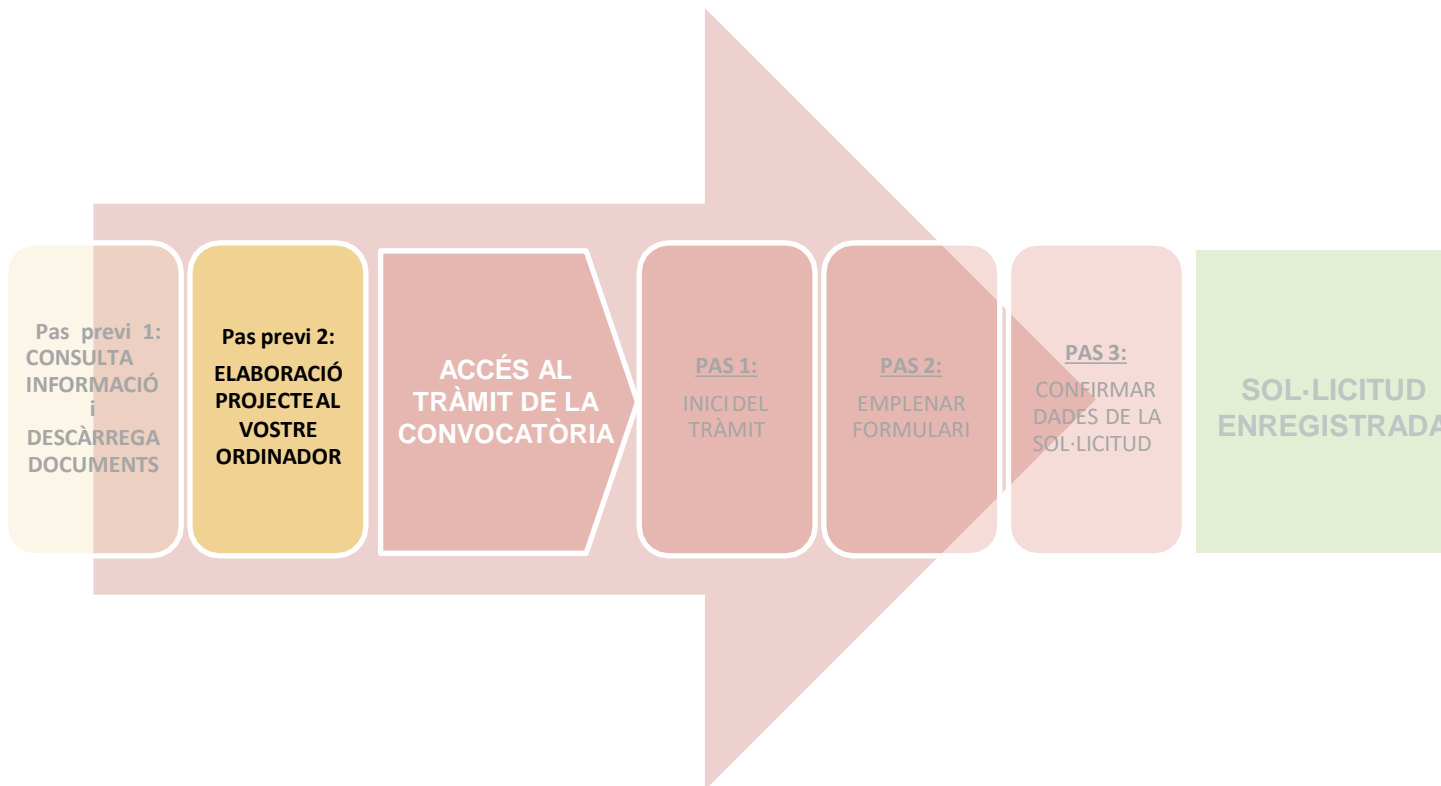 Pas previ 1:
CONSULTA
INFORMACIÓ
i
DESCÀRREGA
DOCUMENTS
Pas previ 2:
ELABORACIÓ
PROJECTE AL
VOSTRE
ORDINADOR
ACCÉS AL
TRÀMIT DE LA
CONVOCATÒRIA
PAS 1:
INICI DEL
TRÀMIT
PAS 2:
EMPLENAR
FORMULARI
PAS 3:
CONFIRMAR
DADES DE LA
SOL·LICITUD
SOL·LICITUD
ENREGISTRADA